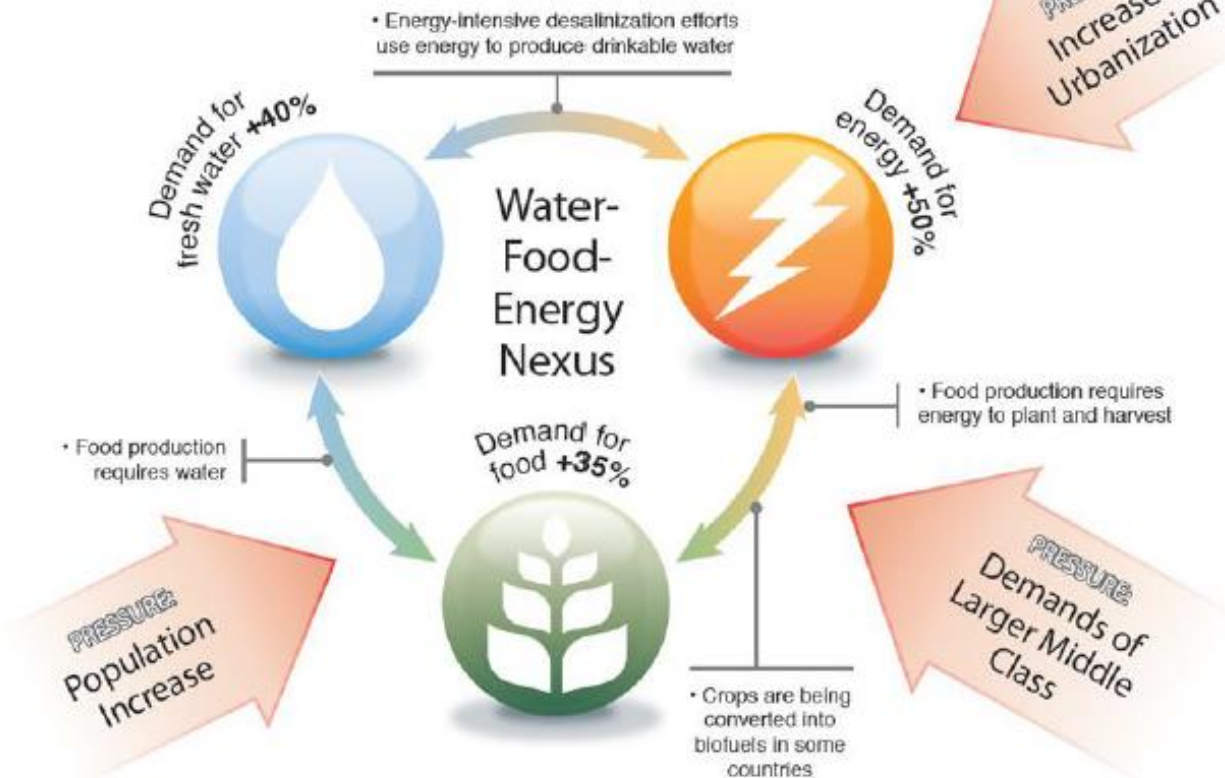 • Energy-intensive desalinization efforts
use energy to produce drinkable water
Increase
Urbanization
Demand for
fresh water +40%
Demand for
energy +50%
Water-
Food-
Energy
Nexus
• Food production
requires water
• Food production requires
energy to plant and harvest
Demand for
food +35%
PRESSURE:
Population
Increase
PRESSURE:
Demands of
Larger Middle
Class
• Crops are being
converted into
biofuels in some
countries